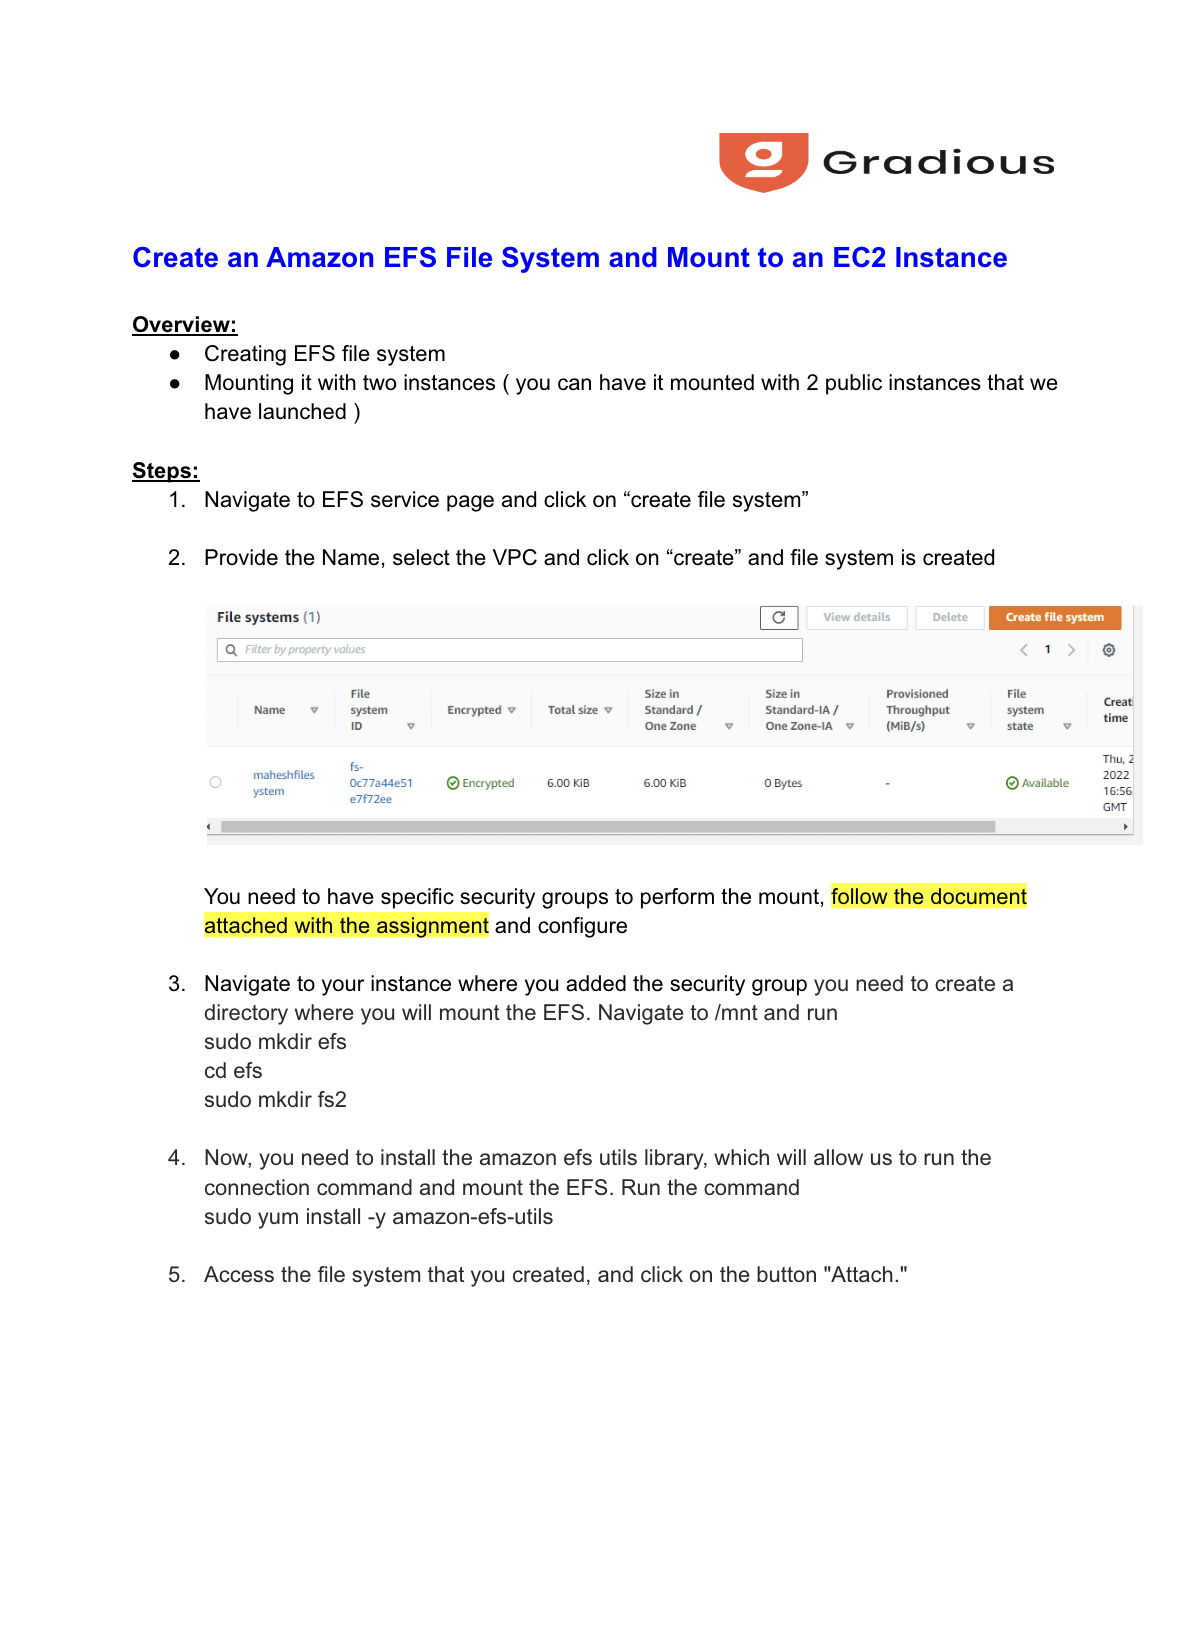 Gradious
Create an Amazon EFS File System and Mount to an EC2 Instance
Overview:
● Creating EFS file system
● Mounting it with two instances ( you can have it mounted with 2 public instances that we
have launched )
Steps:
1. Navigate to EFS service page and click on “create file system”
2. Provide the Name, select the VPC and click on “create” and file system is created
File systems (1)
View details
Delete
Create file system
Filter by property values
1
Name
File
system
ID
Encrypted
Total size
Size in
Standard /
One Zone
Size in
Standard-IA /
One Zone-IA
Provisioned
Throughput
(MiB/s)
File
system
state
Creati
time
maheshfiles
ystem
fs-
0c77a44e51
e7f72ee
Encrypted
6.00 KiB
6.00 KiB
0 Bytes
-
Available
Thu, 2
2022
16:56
GMT
You need to have specific security groups to perform the mount, follow the document
attached with the assignment and configure
3. Navigate to your instance where you added the security group you need to create a
directory where you will mount the EFS. Navigate to /mnt and run
sudo mkdir efs
cd efs
sudo mkdir fs2
4. Now, you need to install the amazon efs utils library, which will allow us to run the
connection command and mount the EFS. Run the command
sudo yum install -y amazon-efs-utils
5. Access the file system that you created, and click on the button "Attach."